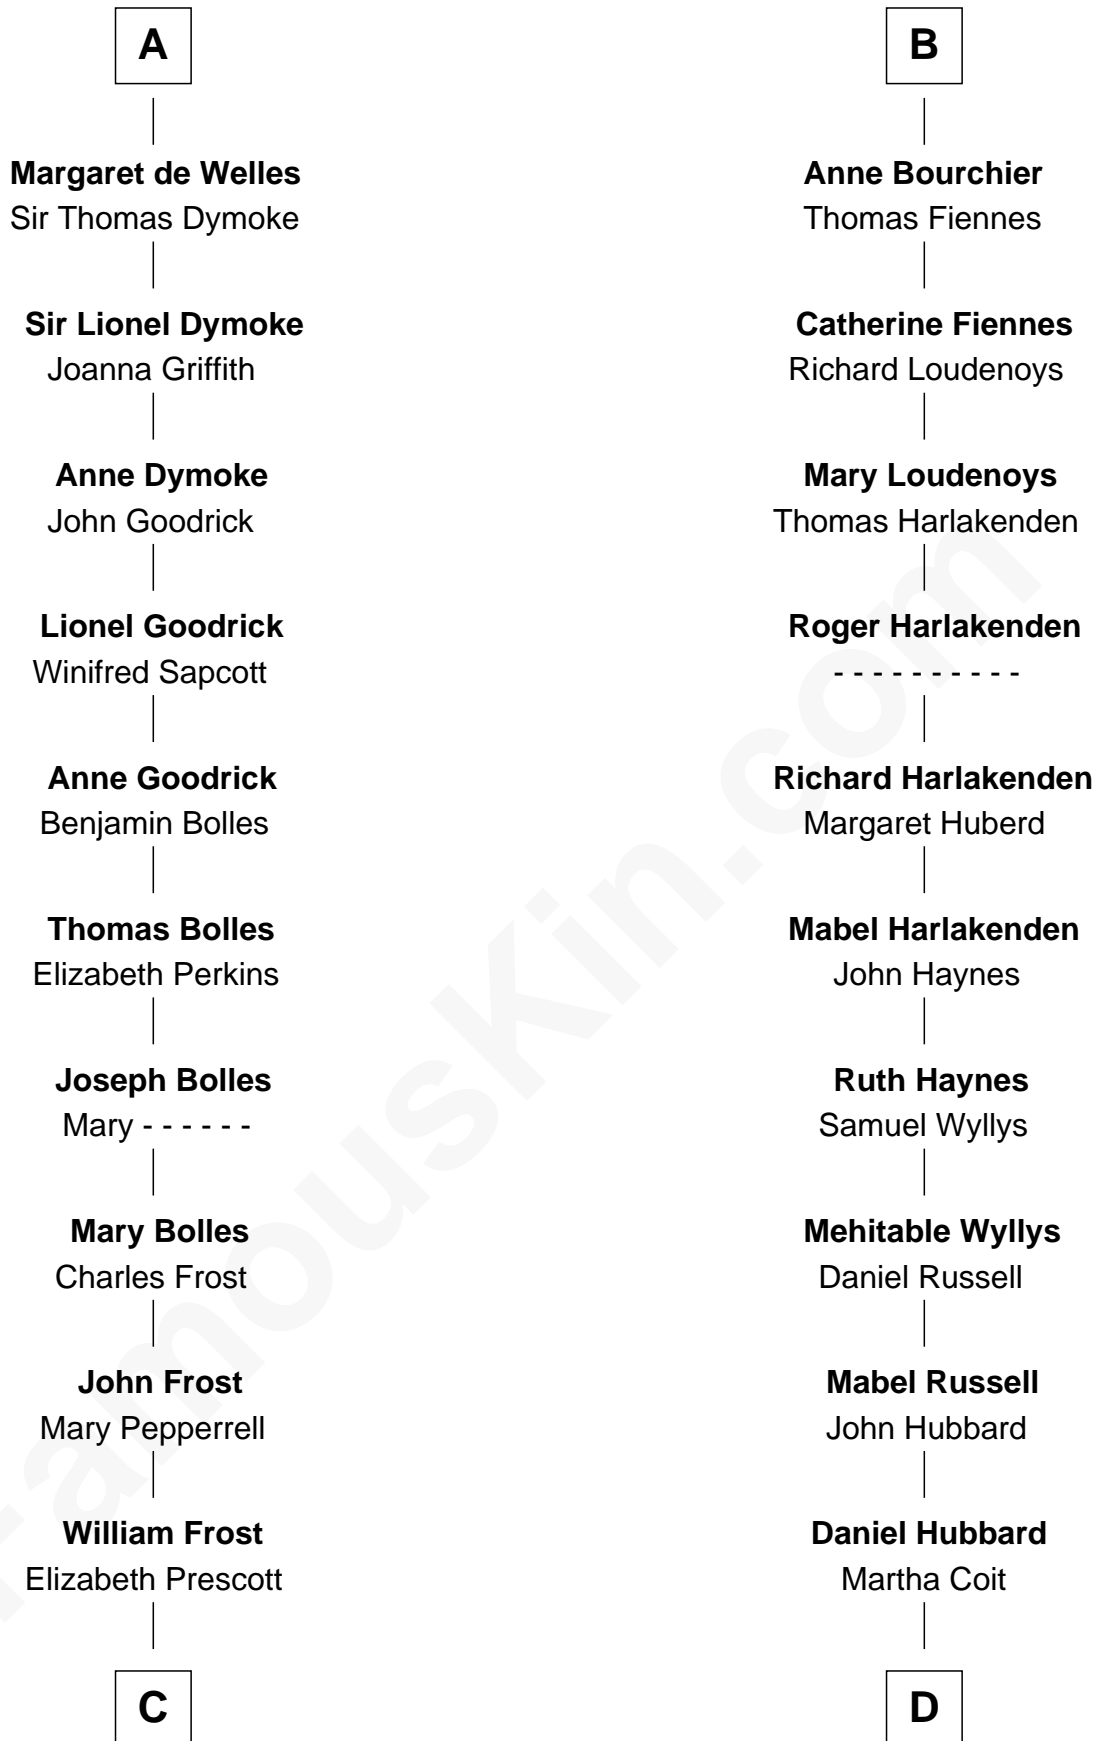 A
Margaret de Welles
Sir Thomas Dymoke
Sir Lionel Dymoke
Joanna Griffith
Anne Dymoke
John Goodrick
Lionel Goodrick
Winifred Sapcott
Anne Goodrick
Benjamin Bolles
Thomas Bolles
Elizabeth Perkins
Joseph Bolles
Mary - - - - - -
Mary Bolles
Charles Frost
John Frost
Mary Pepperrell
William Frost
Elizabeth Prescott
C
B
Anne Bourchier
Thomas Fiennes
Catherine Fiennes
Richard Loudenoys
Mary Loudenoys
Thomas Harlakenden
Roger Harlakenden
- - - - - - - - - -
Richard Harlakenden
Margaret Huberd
Mabel Harlakenden
John Haynes
Ruth Haynes
Samuel Wyllys
Mehitable Wyllys
Daniel Russell
Mabel Russell
John Hubbard
Daniel Hubbard
Martha Coit
D
FamousKin.com